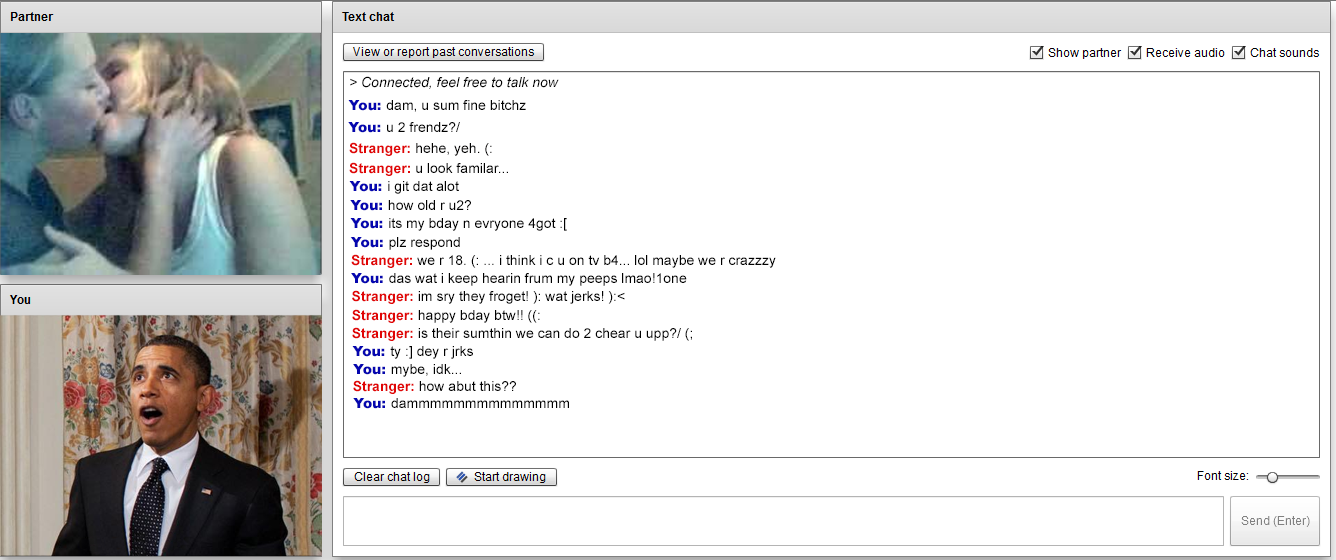 Partner
Text chat
View or report past conversations
Show partner
Receive audio
Chat sounds
> Connected, feel free to talk now
You: dam, u sum fine bitchz
You: u 2 frendz?/
Stranger: hehe, yeh. (:
Stranger: u look familar...
You: i git dat alot
You: how old r u2?
You: its my bday n evryone 4got :[
You: plz respond
Stranger: we r 18. (: ... i think i c u on tv b4... lol maybe we r crazzzy
You: das wat i keep hearin frum my peeps lmao!1one
Stranger: im sry they froget! ): wat jerks! ):<
Stranger: happy bday btw!! ((:
Stranger: is their sumthin we can do 2 chear u upp?/ (;
You: ty :] dey r jrks
You: mybe, idk...
Stranger: how abut this??
You: dammmmmmmmmmmmmm
You
Clear chat log
Start drawing
Font size:
Send (Enter)